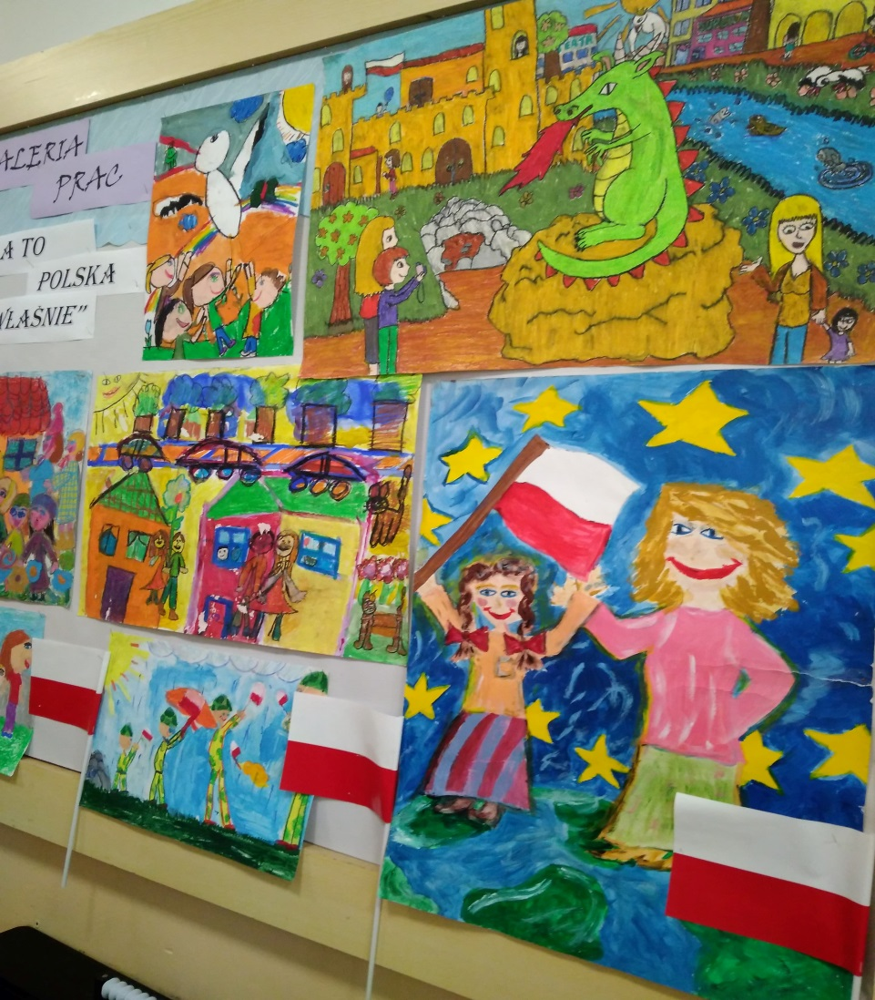 ALERIA
PRAC
A TO
POLSKA
WŁAŚNIE”